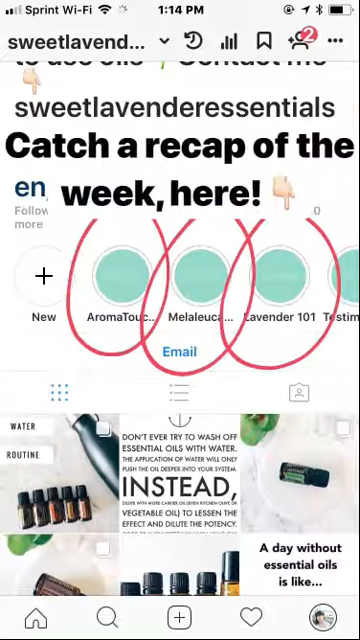 Sprint Wi-Fi
1:14 PM
sweetlavend...
2
to use oils
Contact me
sweetlavenderessentials
Catch a recap of the
week, here!
en
Follow
0
more
New
AromaTouc...
Melaleuca...
Lavender 101
Testim
Email
WATER
ROUTINE
DON'T EVER TRY TO WASH OFF
ESSENTIAL OILS WITH WATER.
THE APPLICATION OF WATER WILL ONLY
PUSH THE OIL DEEPER INTO YOUR SYSTEM.
INSTEAD,
DILUTE WITH MORE CARRIER OIL (EVEN KITCHEN OLIVE OR
VEGETABLE OIL) TO LESSEN THE
EFFECT AND DILUTE THE POTENCY.
A day without
essential oils
is like...